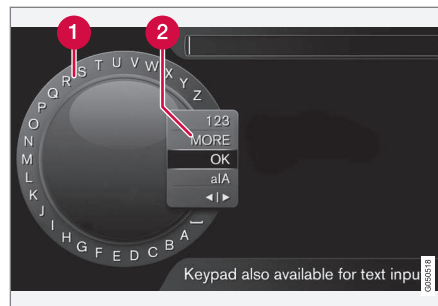 1
2
A B C D E F G H I J K L M N O P Q R S T U V W X Y Z
123
MORE
OK
a|A
◄|►
Keypad also available for text inpu
G050518